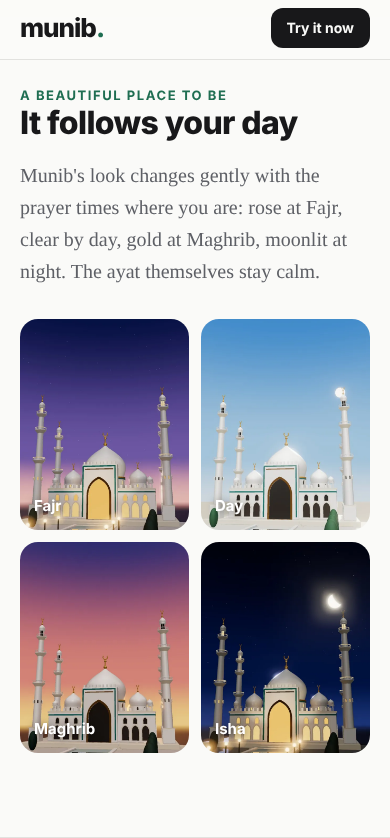 munib.
Try it now
A BEAUTIFUL PLACE TO BE
It follows your day
Munib's look changes gently with the
prayer times where you are: rose at Fajr,
clear by day, gold at Maghrib, moonlit at
night. The ayat themselves stay calm.
Fajr
Day
Maghrib
Isha